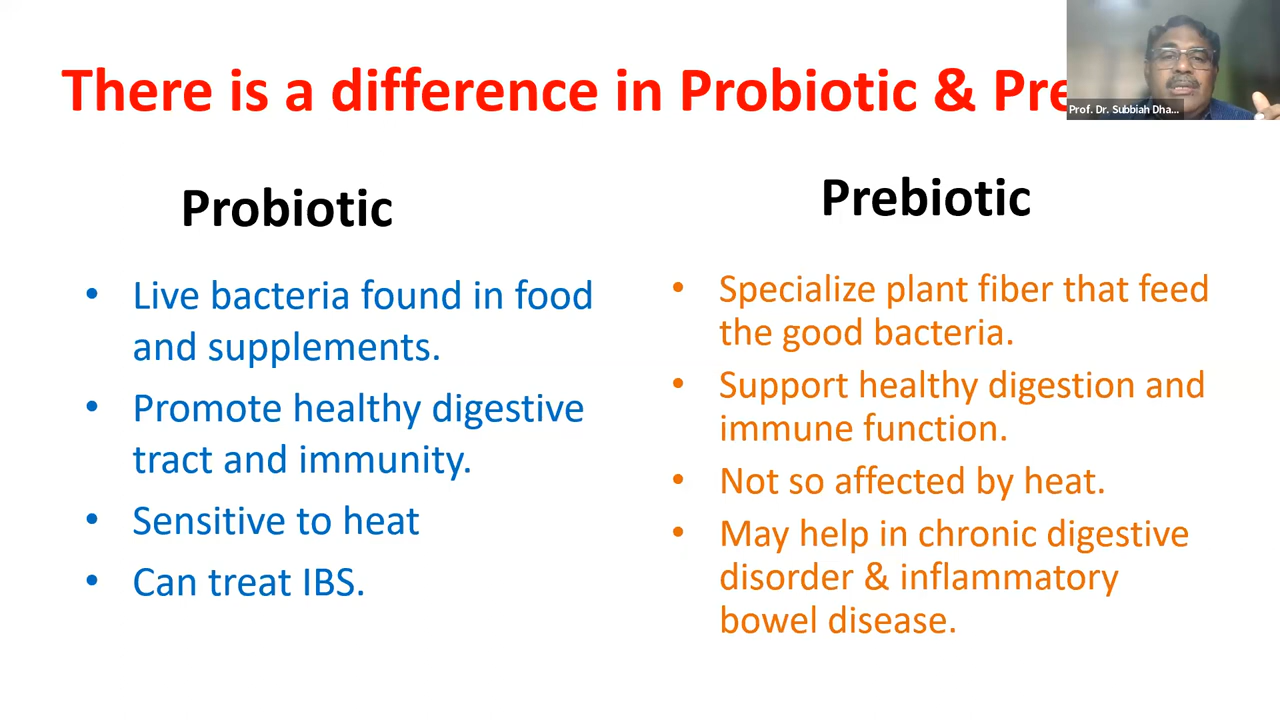 There is a difference in Probiotic & Pre
Prof. Dr. Subbiah Dha...
Probiotic
• Live bacteria found in food
and supplements.
• Promote healthy digestive
tract and immunity.
• Sensitive to heat
• Can treat IBS.
Prebiotic
• Specialize plant fiber that feed
the good bacteria.
• Support healthy digestion and
immune function.
• Not so affected by heat.
• May help in chronic digestive
disorder & inflammatory
bowel disease.